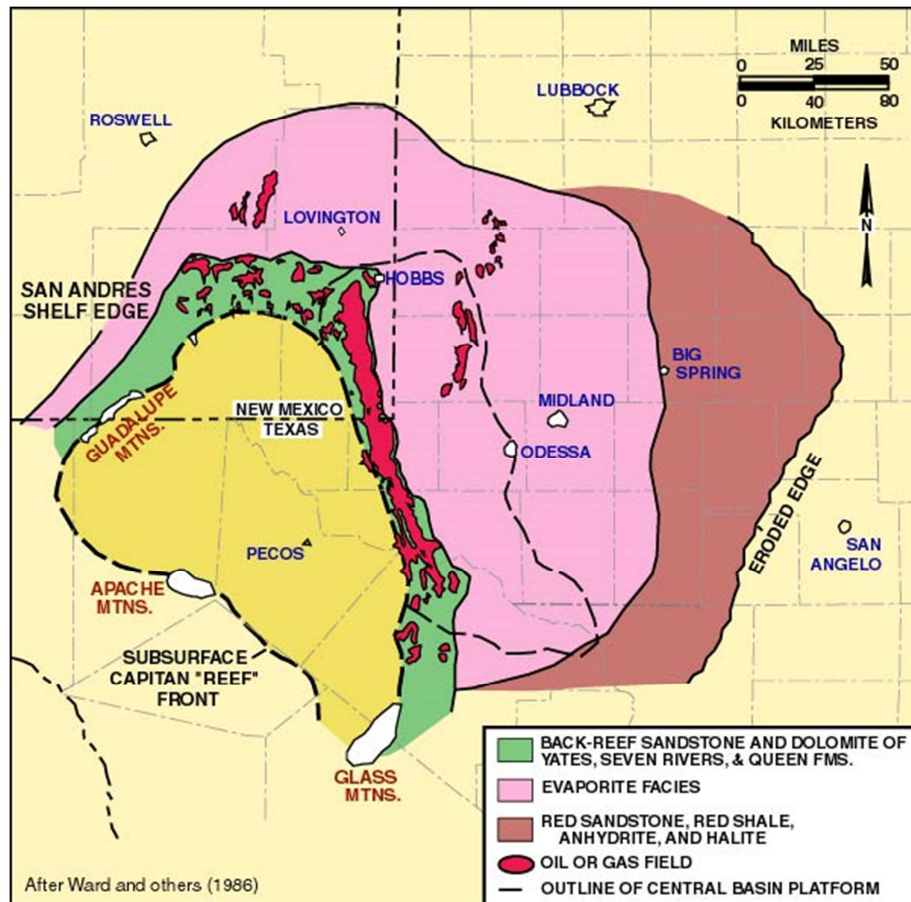 MILES
0 25 50
0 40 80
KILOMETERS
LUBBOCK
ROSWELL
N
LOVINGTON
HOBBS
SAN ANDRES
SHELF EDGE
BIG
SPRING
NEW MEXICO
TEXAS
MIDLAND
GUADALUPE
MTNS.
ODESSA
ERODED EDGE
SAN
ANGELO
PECOS
APACHE
MTNS.
SUBSURFACE
CAPITAN "REEF"
FRONT
GLASS
MTNS.
BACK-REEF SANDSTONE AND DOLOMITE OF
YATES, SEVEN RIVERS, & QUEEN FMS.
EVAPORITE FACIES
RED SANDSTONE, RED SHALE,
ANHYDRITE, AND HALITE
OIL OR GAS FIELD
OUTLINE OF CENTRAL BASIN PLATFORM
After Ward and others (1986)